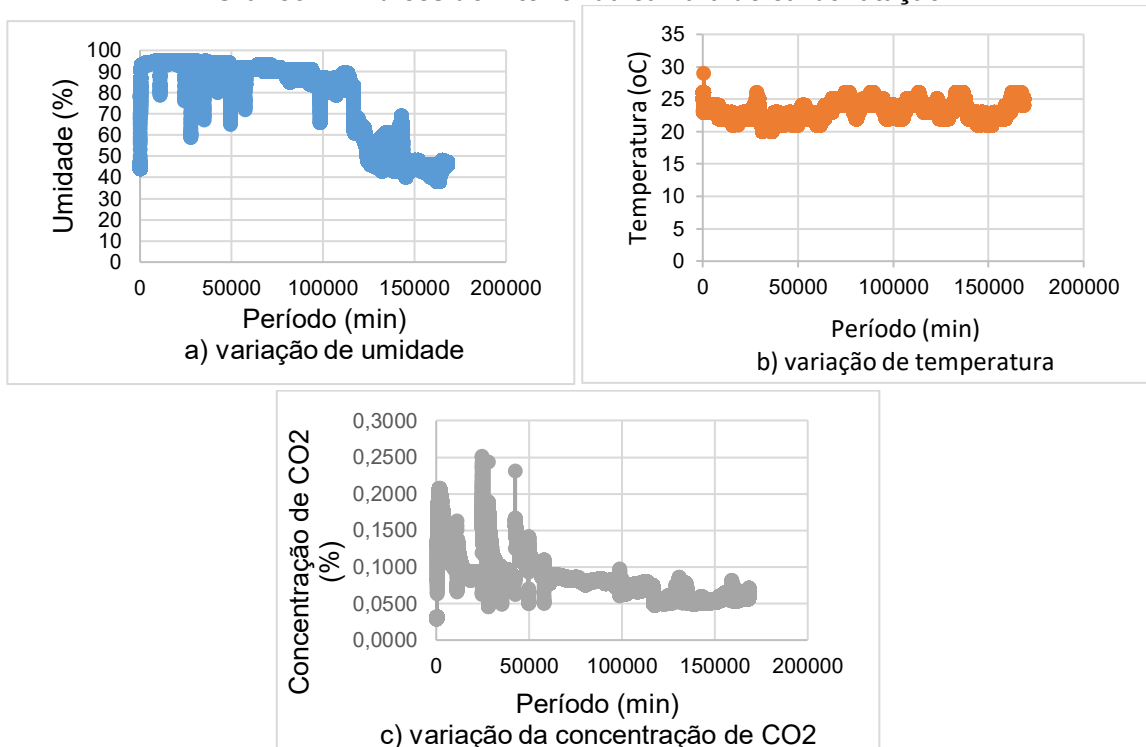 100
90
80
70
60
50
40
30
20
10
0
Umidade (%)
0 50000 100000 150000 200000
Período (min)
a) variação de umidade
35
30
25
20
15
10
5
0
Temperatura (oC)
0 50000 100000 150000 200000
Período (min)
b) variação de temperatura
0,3000
0,2500
0,2000
0,1500
0,1000
0,0500
0,0000
Concentração de CO2
(%)
0 50000 100000 150000 200000
Período (min)
c) variação da concentração de CO2